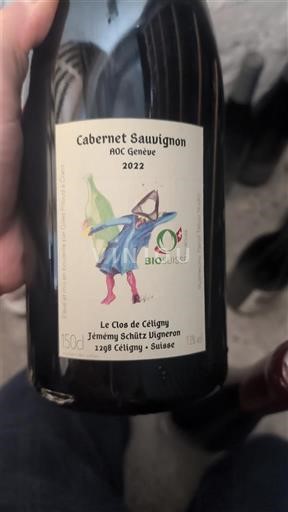 Cabernet Sauvignon
AOC Genève
2022
BIOSUISSE
150cl
Le Clos de Céligny
Jémémy Schütz Vigneron
1298 Céligny • Suisse